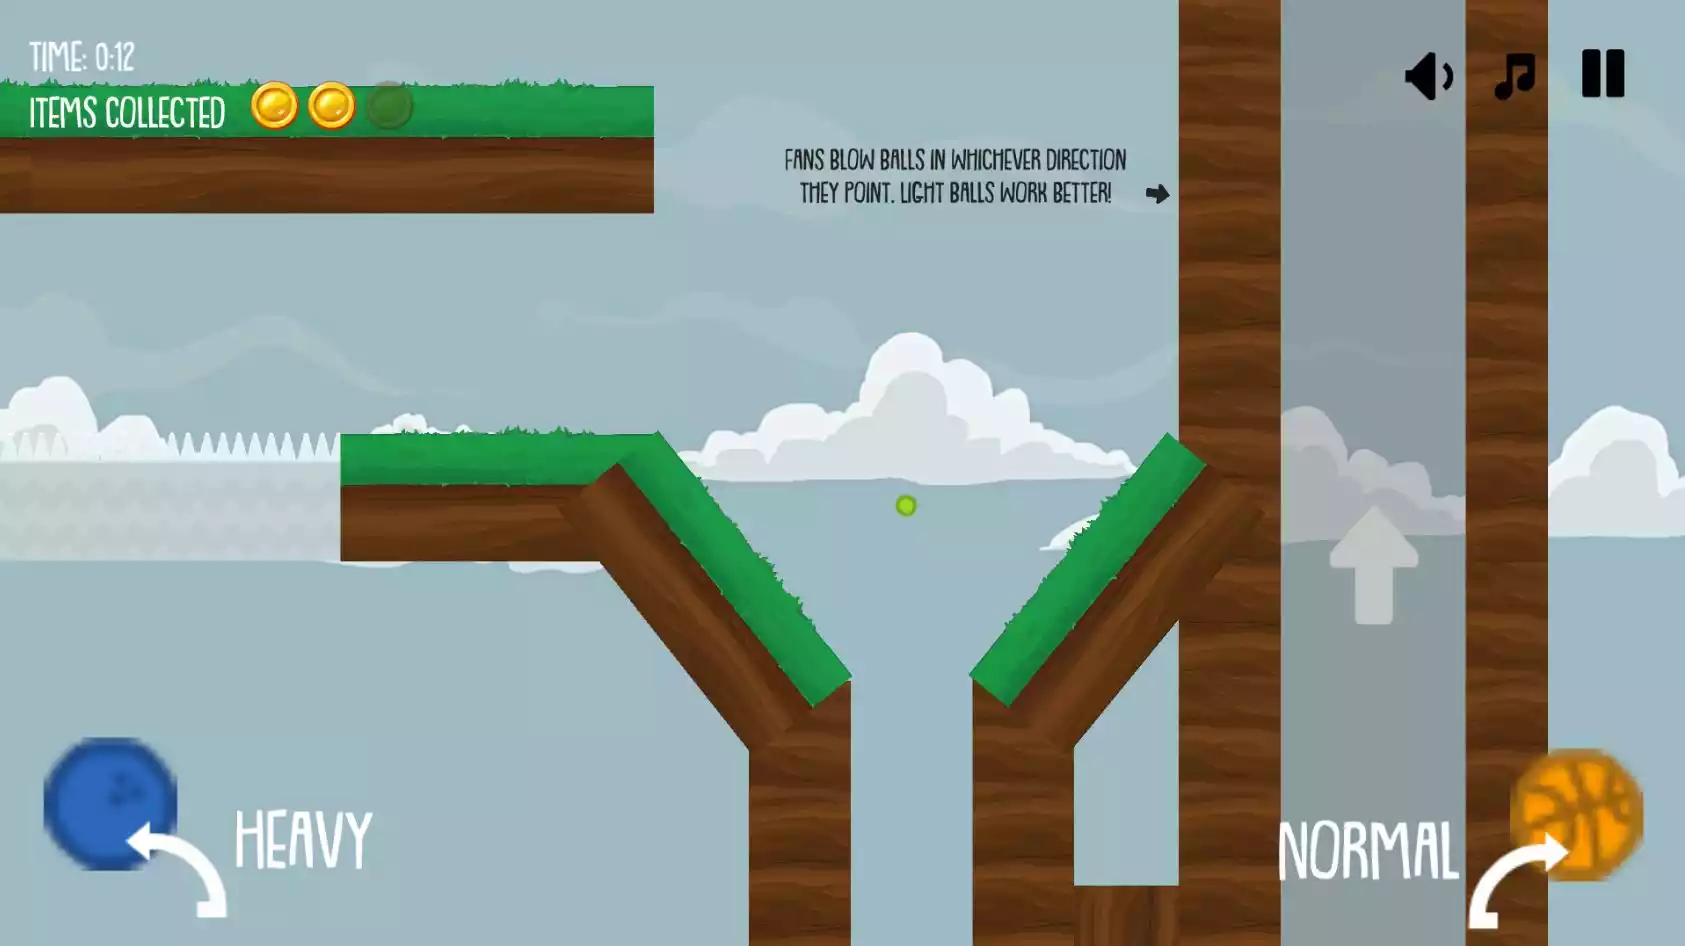 TIME: 0:12
ITEMS COLLECTED
FANS BLOW BALLS IN WHICHEVER DIRECTION
THEY POINT. LIGHT BALLS WORK BETTER!
HEAVY
NORMAL